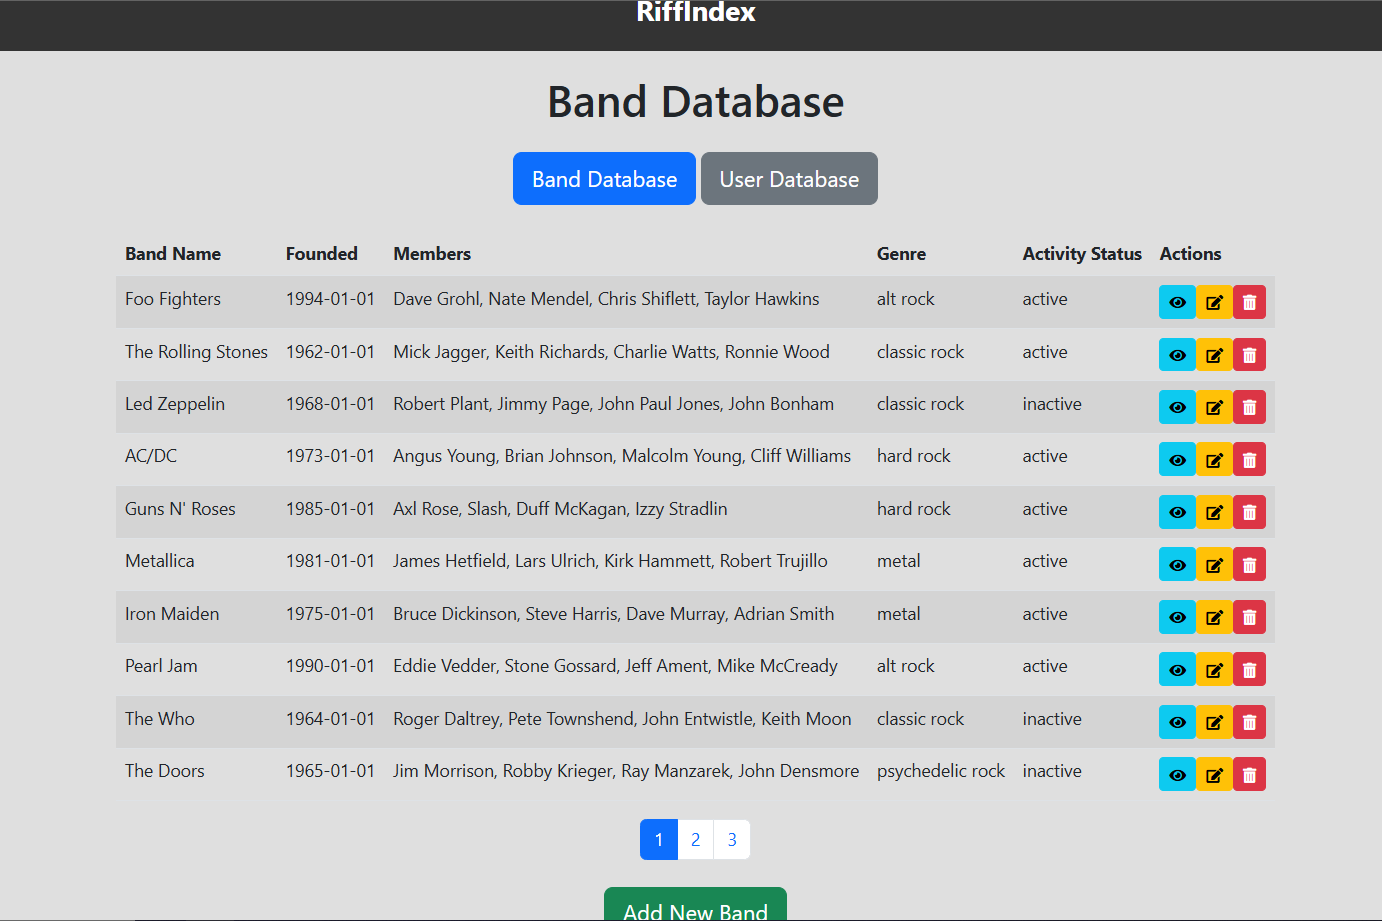 RiffIndex
Band Database
Band Database User Database
Band Name Founded Members Genre Activity Status Actions
Foo Fighters 1994-01-01 Dave Grohl, Nate Mendel, Chris Shiflett, Taylor Hawkins alt rock active
The Rolling Stones 1962-01-01 Mick Jagger, Keith Richards, Charlie Watts, Ronnie Wood classic rock active
Led Zeppelin 1968-01-01 Robert Plant, Jimmy Page, John Paul Jones, John Bonham classic rock inactive
AC/DC 1973-01-01 Angus Young, Brian Johnson, Malcolm Young, Cliff Williams hard rock active
Guns N' Roses 1985-01-01 Axl Rose, Slash, Duff McKagan, Izzy Stradlin hard rock active
Metallica 1981-01-01 James Hetfield, Lars Ulrich, Kirk Hammett, Robert Trujillo metal active
Iron Maiden 1975-01-01 Bruce Dickinson, Steve Harris, Dave Murray, Adrian Smith metal active
Pearl Jam 1990-01-01 Eddie Vedder, Stone Gossard, Jeff Ament, Mike McCready alt rock active
The Who 1964-01-01 Roger Daltrey, Pete Townshend, John Entwistle, Keith Moon classic rock inactive
The Doors 1965-01-01 Jim Morrison, Robby Krieger, Ray Manzarek, John Densmore psychedelic rock inactive
1 2 3
Add New Band